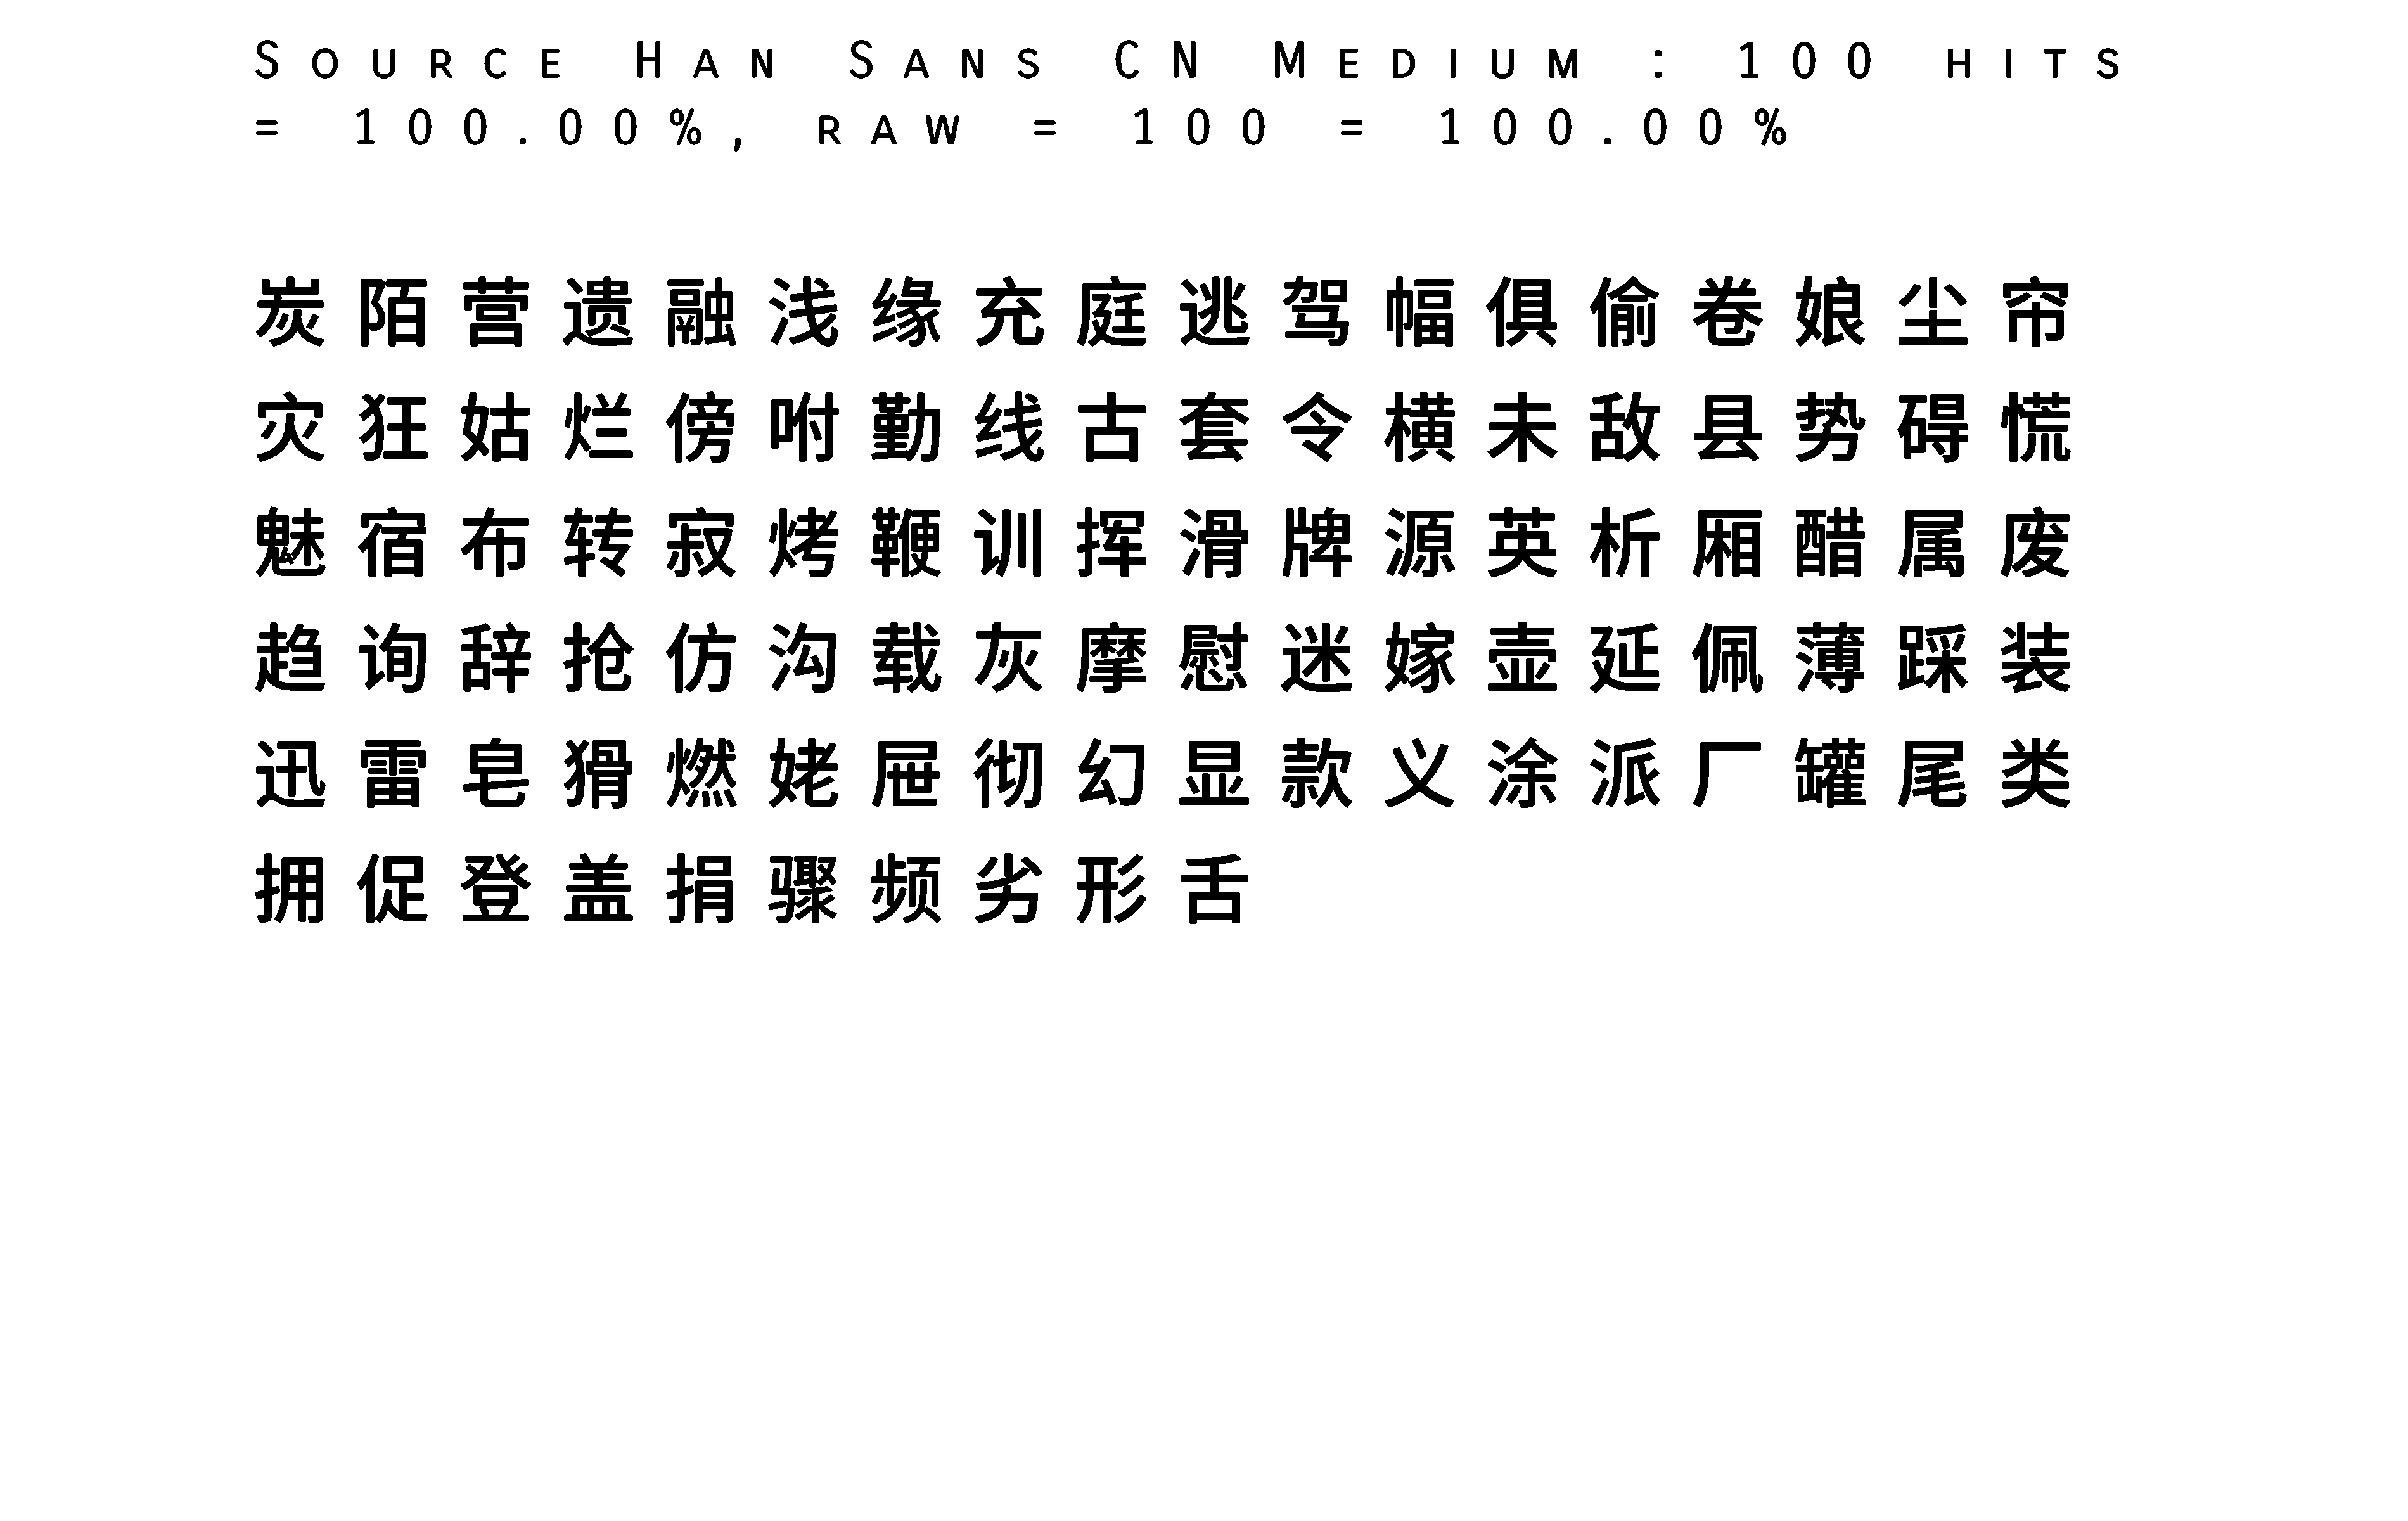 Source Han Sans CN Medium : 100 hits
= 100.00%, raw = 100 = 100.00%
炭陌营遗融浅缘充庭逃驾幅俱偷卷娘尘帘
灾狂姑烂傍咐勤线古套令横未敌县势碍慌
魅宿布转寂烤鞭训挥滑牌源英析厢醋属废
趋询辞抢仿沟载灰摩慰迷嫁壶延佩薄踩装
迅雷皂猾燃姥屉彻幻显款义涂派厂罐尾类
拥促登盖捐骤频劣形舌